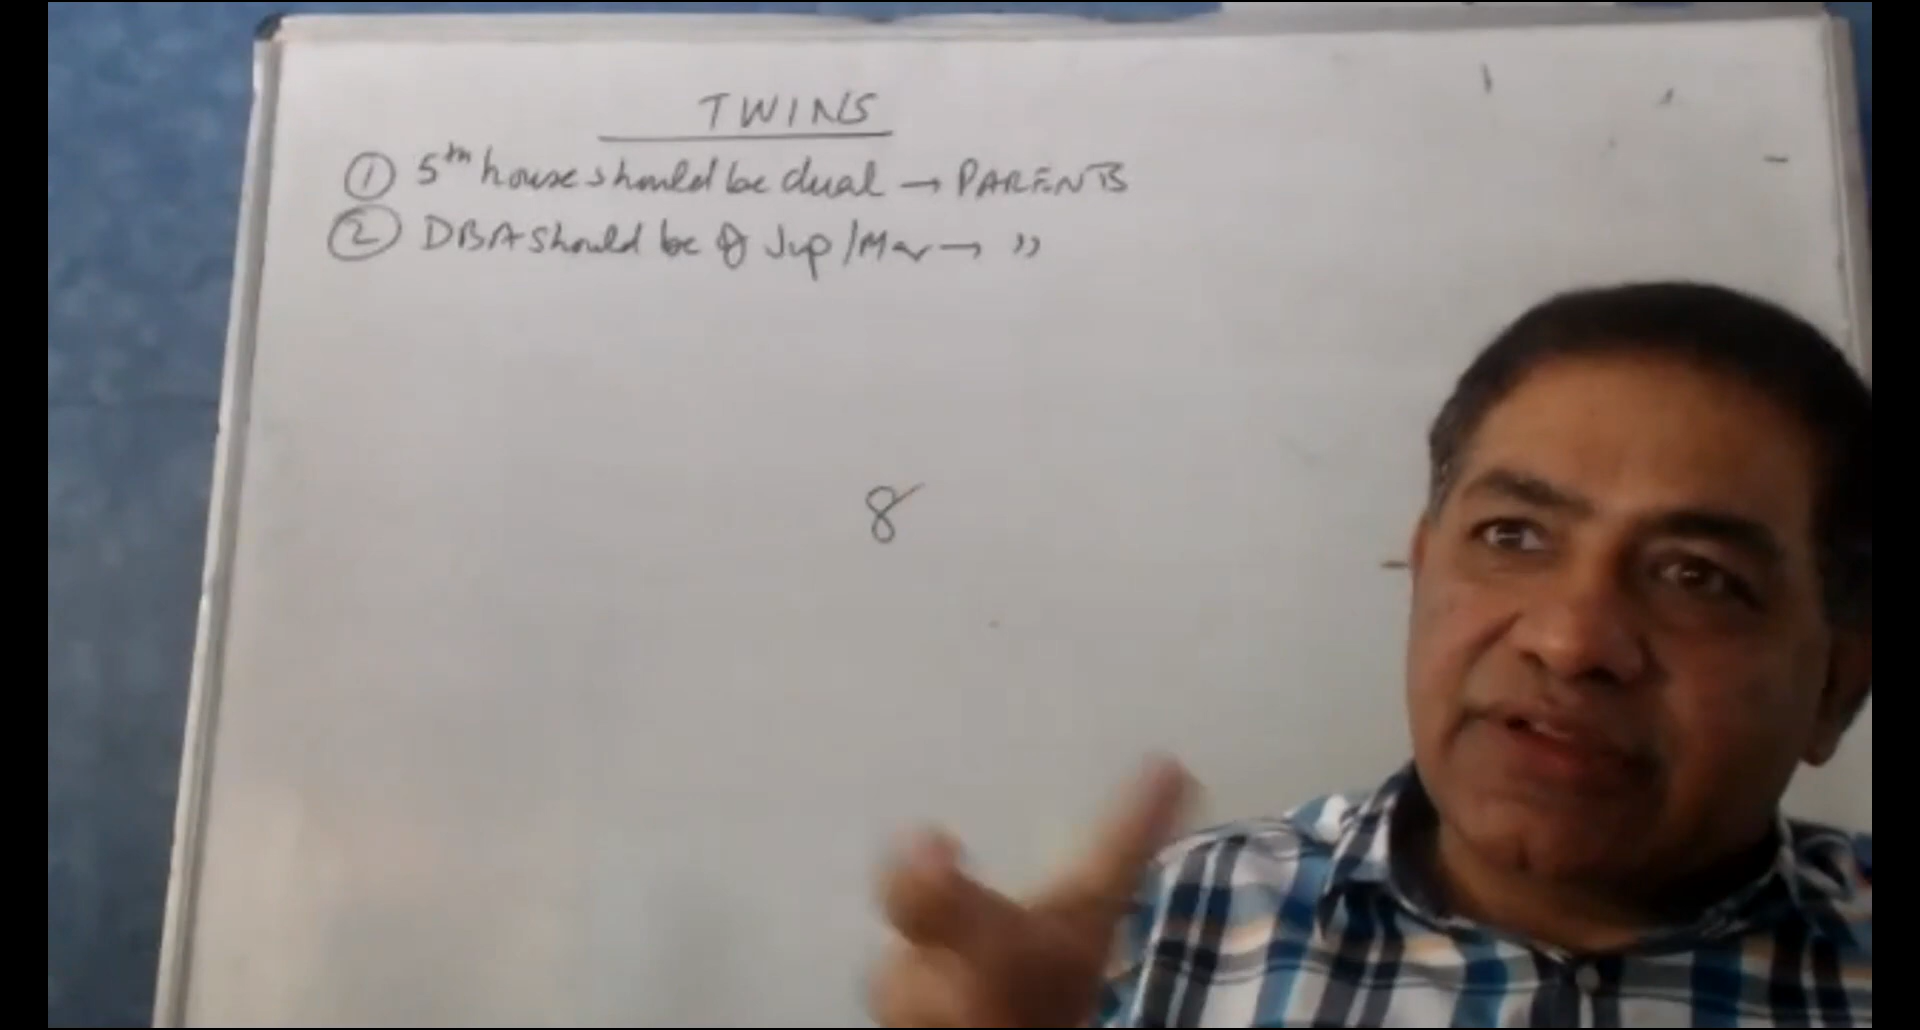 TWINS
① 5th house should be dual → PARENTS
② DBA should be of Jup/Mar → "
8